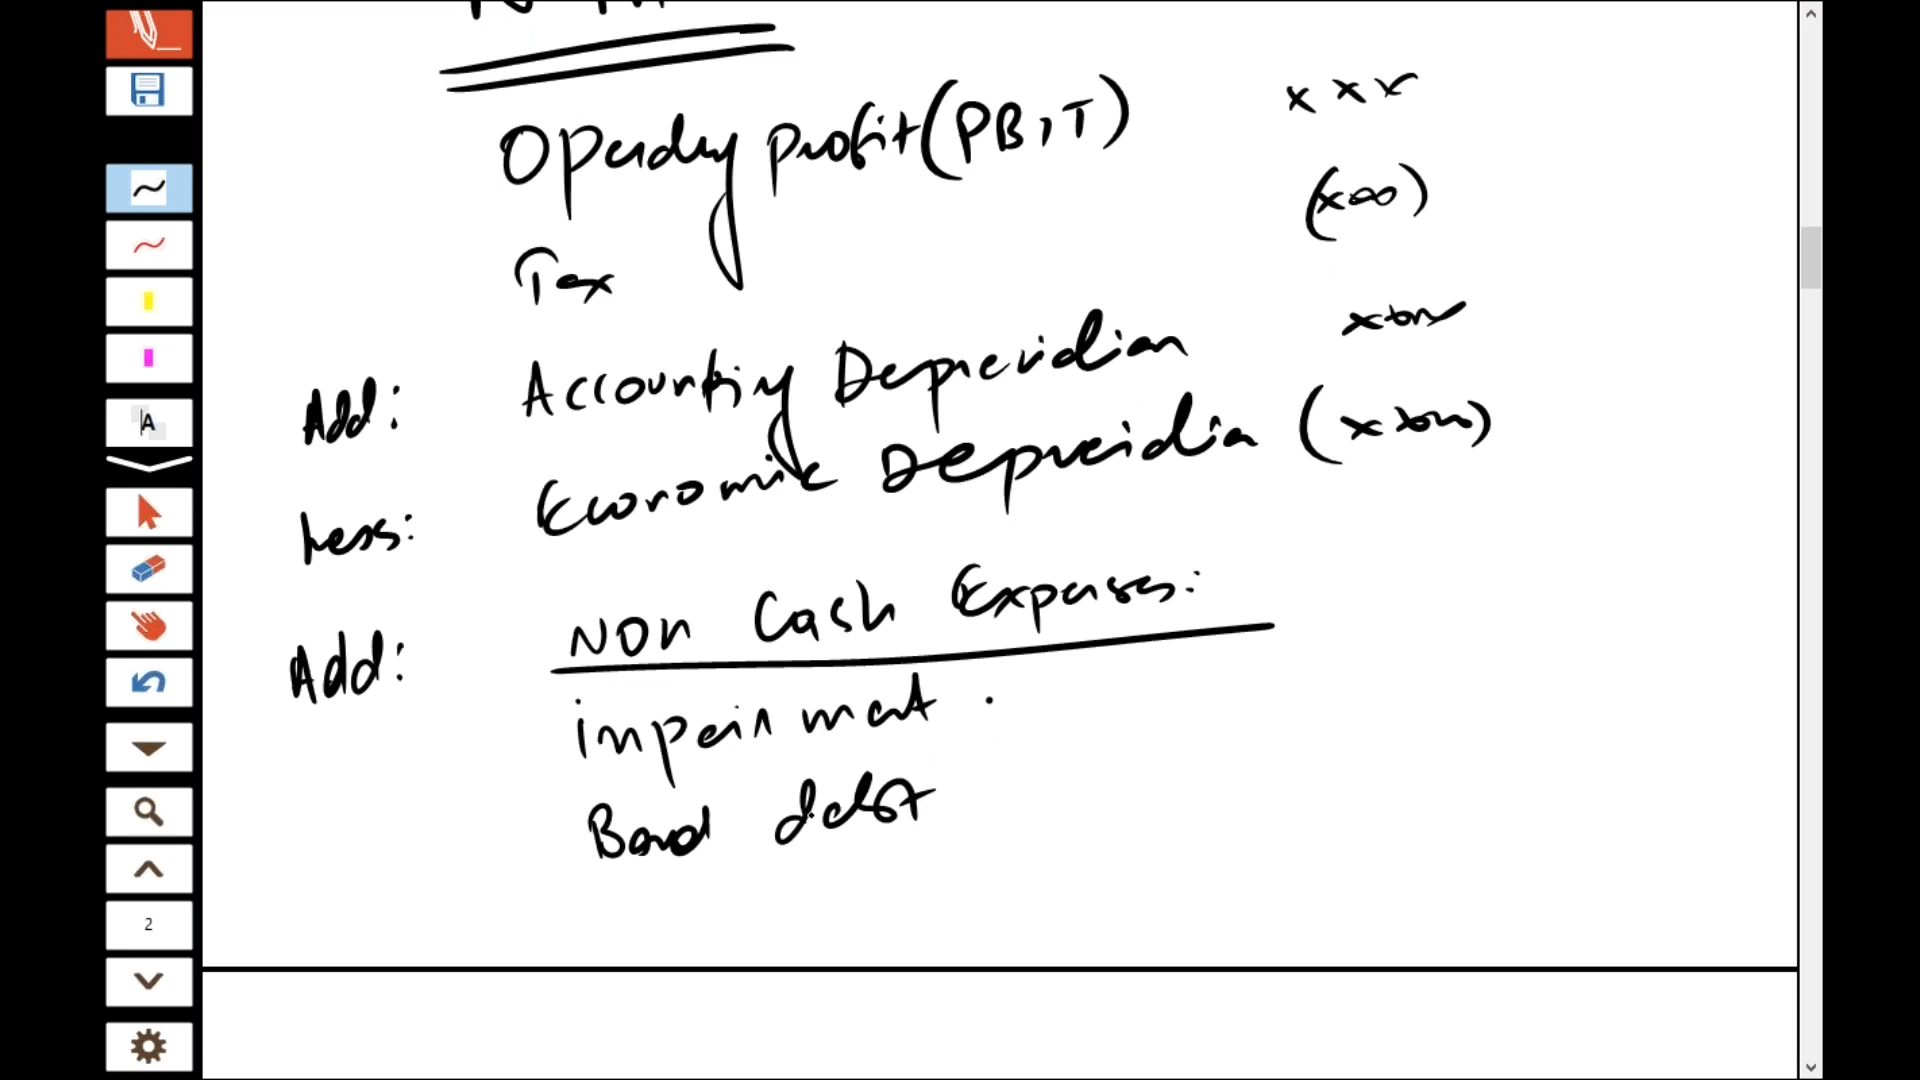 Operating profit (PBIT) xxx
Tax (xxx)
Add: Accounting Depreciation xxx
Less: Economic Depreciation (xxx)
Add: Non Cash Expenses:
impairment
Bad debt
A
2